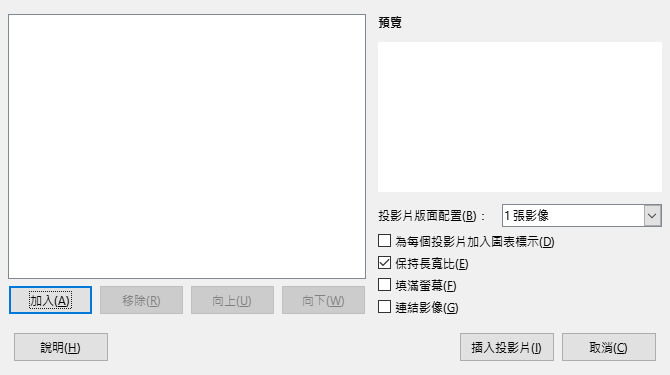 預覽
投影片版面配置(B)：
1 張影像
為每個投影片加入圖表標示(D)
保持長寬比(E)
填滿螢幕(F)
連結影像(G)
加入(A)
移除(R)
向上(U)
向下(W)
說明(H)
插入投影片(I)
取消(C)